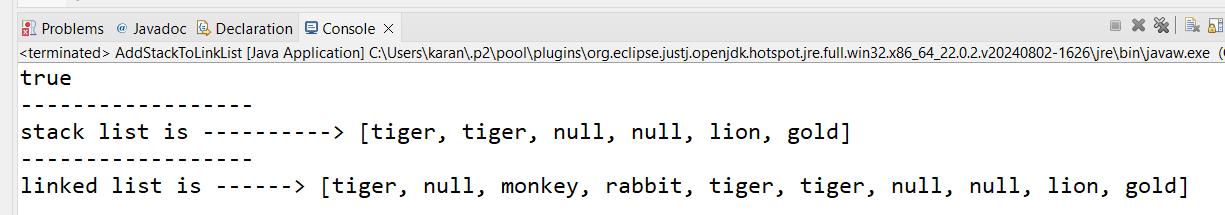 Problems @ Javadoc Declaration Console
<terminated> AddStackToLinkList [Java Application] C:\Users\karan\.p2\pool\plugins\org.eclipse.justj.openjdk.hotspot.jre.full.win32.x86_64_22.0.2.v20240802-1626\jre\bin\javaw.exe (
true
------------------
stack list is ----------> [tiger, tiger, null, null, lion, gold]
------------------
linked list is ------> [tiger, null, monkey, rabbit, tiger, tiger, null, null, lion, gold]